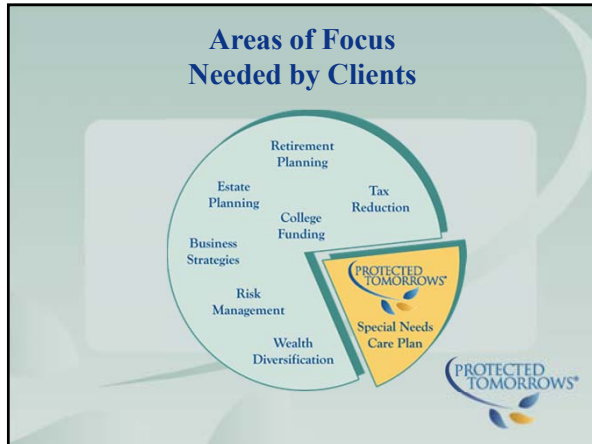 Areas of Focus
Needed by Clients
Retirement
Planning
Estate
Planning
Tax
Reduction
College
Funding
Business
Strategies
Risk
Management
Wealth
Diversification
PROTECTED
TOMORROWS®
Special Needs
Care Plan
PROTECTED
TOMORROWS®